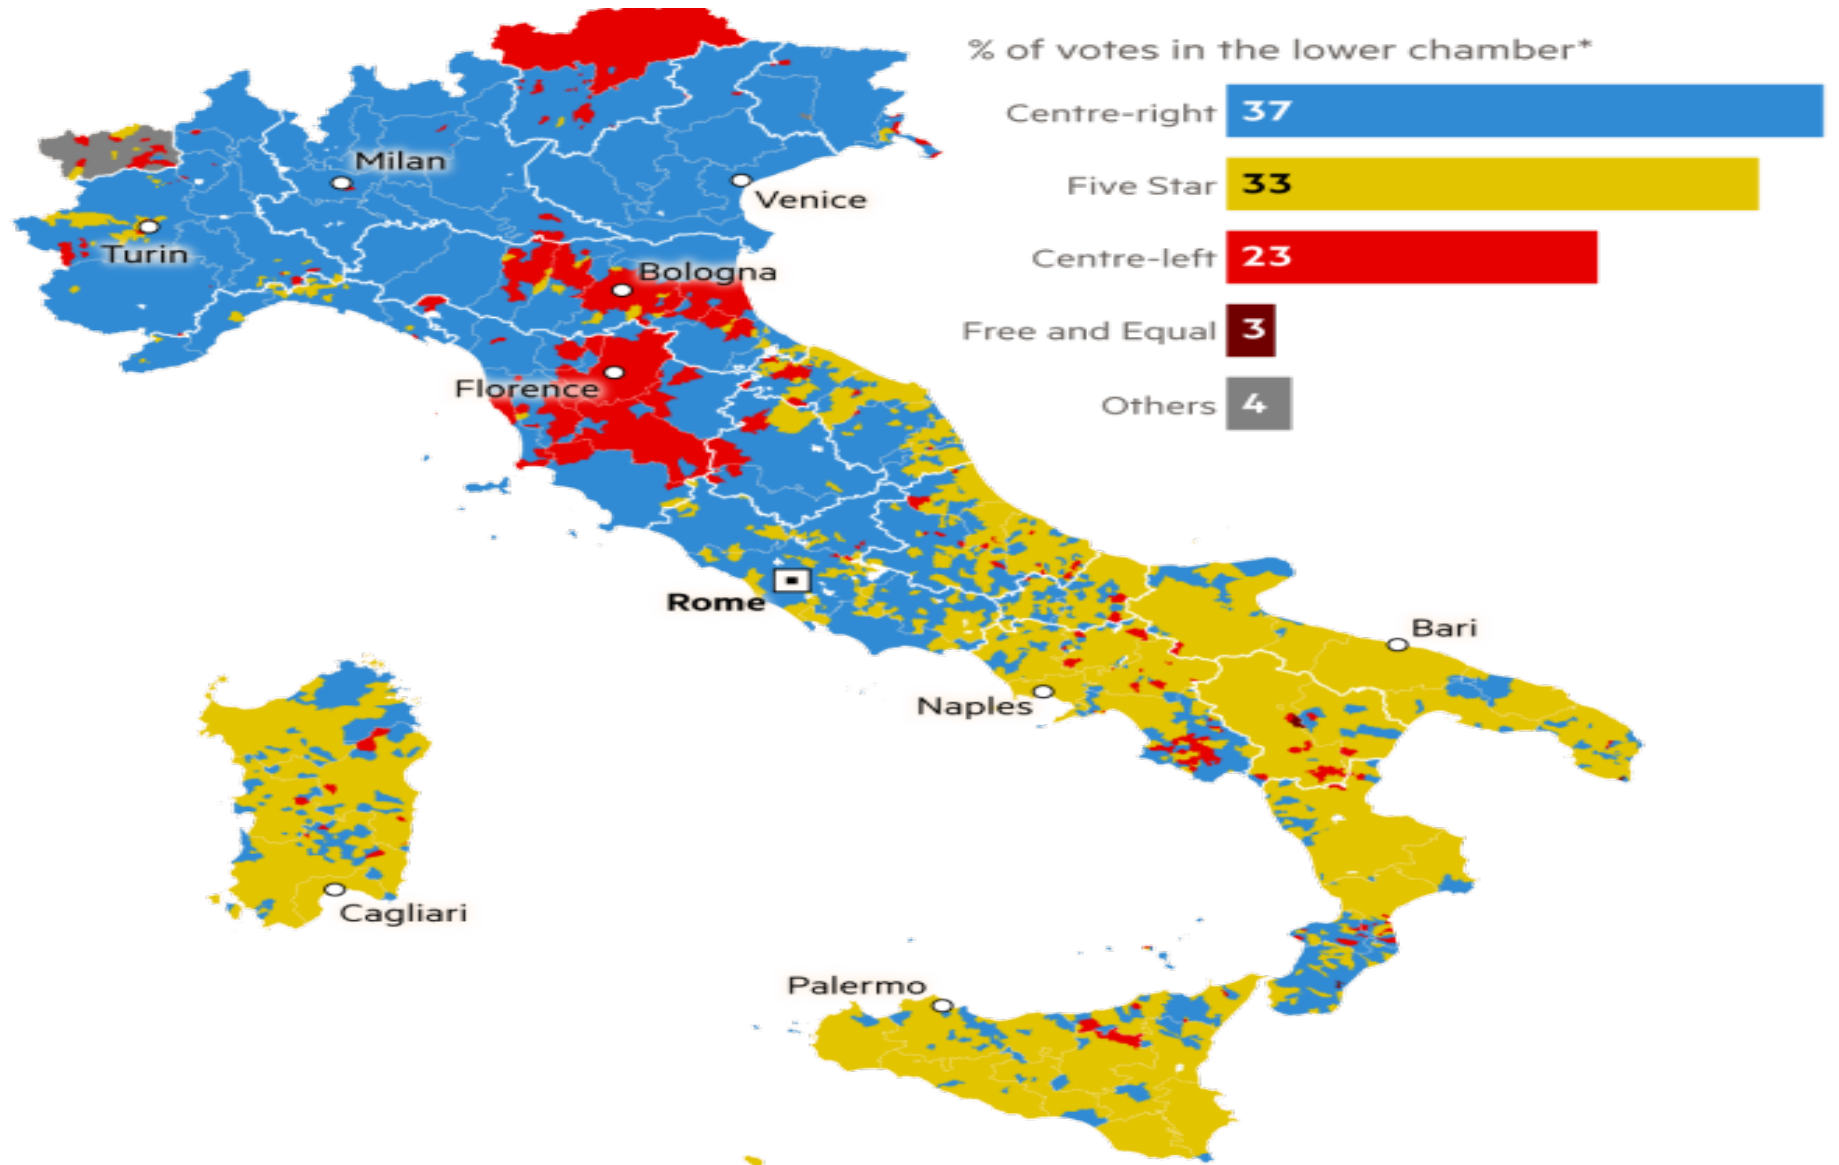 % of votes in the lower chamber*
Centre-right 37
Five Star 33
Centre-left 23
Free and Equal 3
Others 4
Milan
Venice
Turin
Bologna
Florence
Rome
Bari
Naples
Cagliari
Palermo